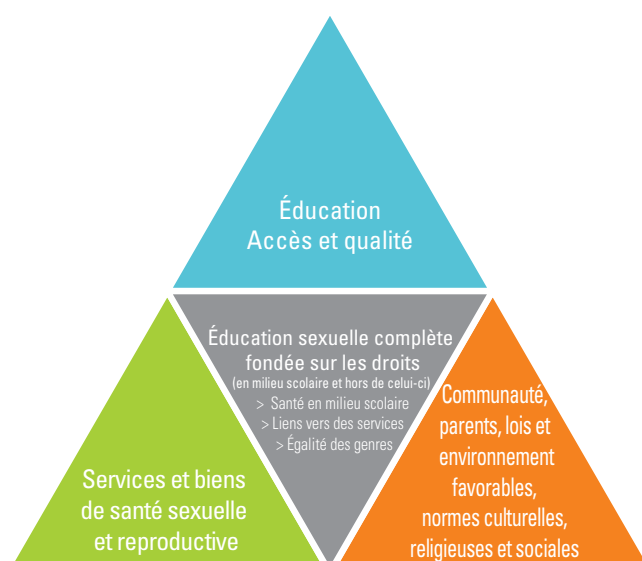 Éducation
Accès et qualité
Éducation sexuelle complète
fondée sur les droits
(en milieu scolaire et hors de celui-ci)
> Santé en milieu scolaire
> Liens vers des services
> Égalité des genres
Services et biens
de santé sexuelle
et reproductive
Communauté,
parents, lois et
environnement
favorables,
normes culturelles,
religieuses et sociales